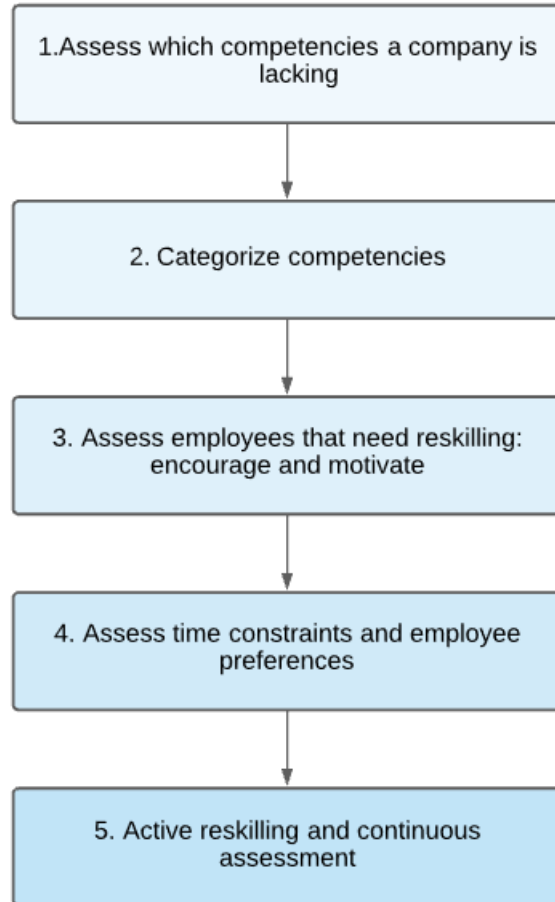 1.Assess which competencies a company is
lacking
2. Categorize competencies
3. Assess employees that need reskilling:
encourage and motivate
4. Assess time constraints and employee
preferences
5. Active reskilling and continuous
assessment